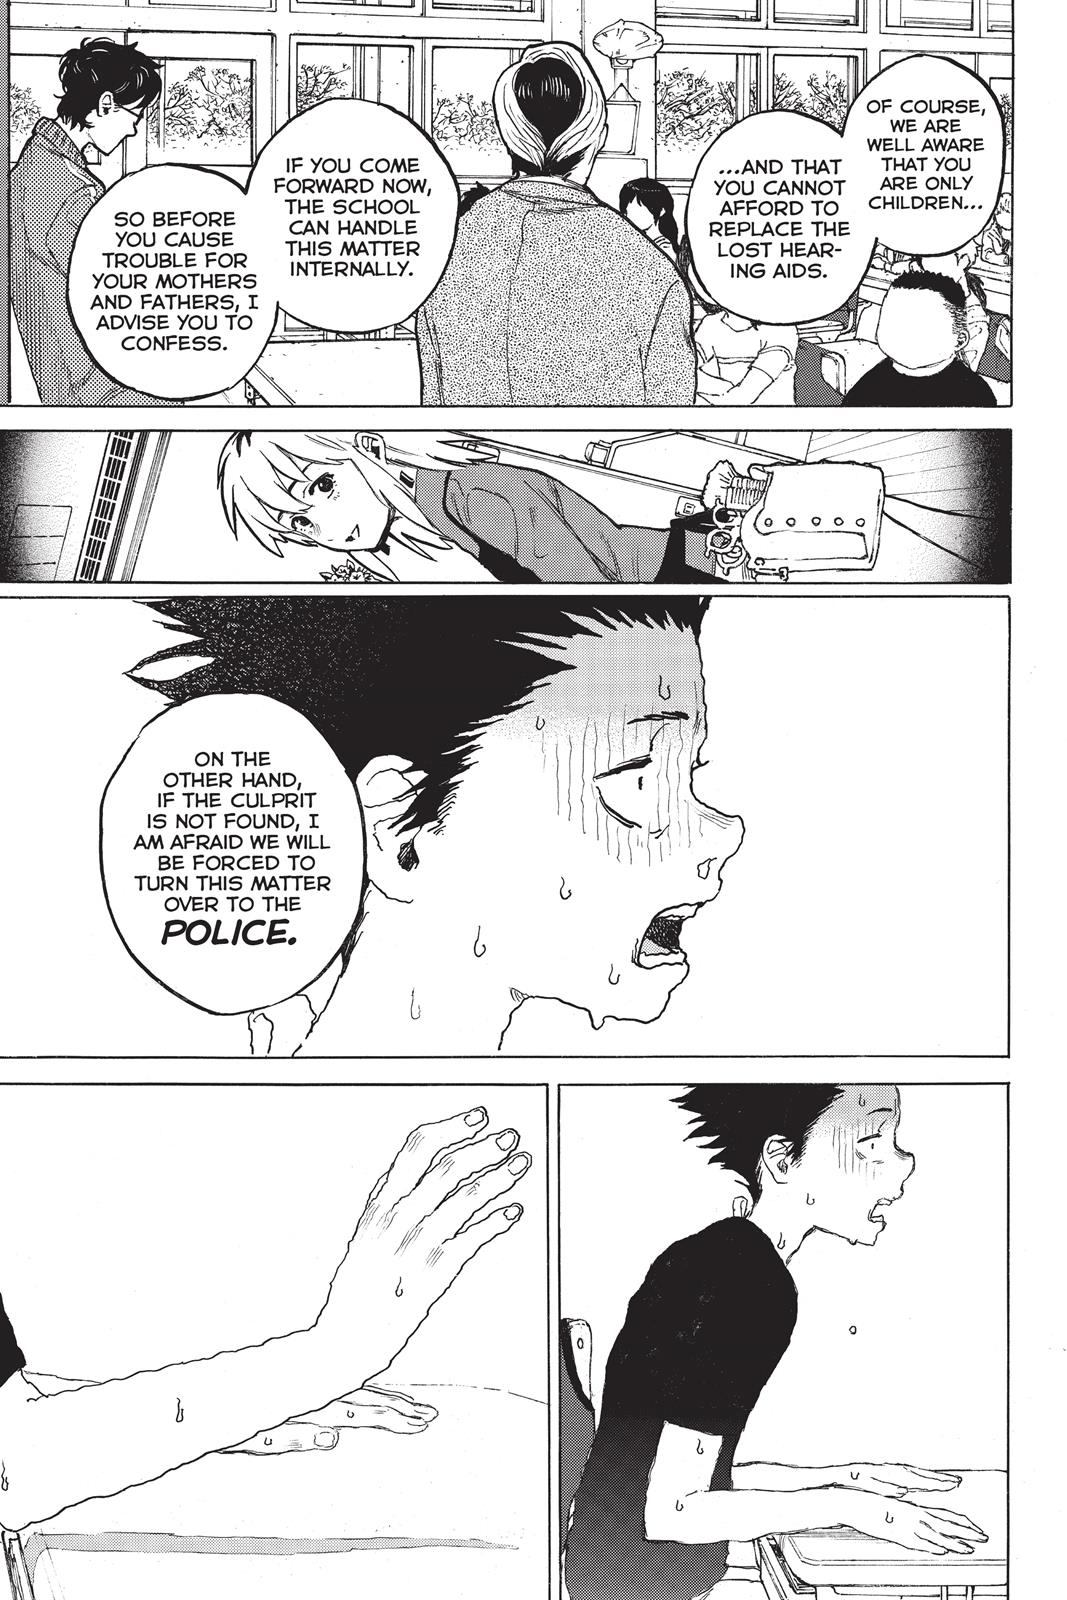 OF COURSE,
WE ARE
WELL AWARE
THAT YOU
ARE ONLY
CHILDREN...
...AND THAT
YOU CANNOT
AFFORD TO
REPLACE THE
LOST HEAR-
ING AIDS.
IF YOU COME
FORWARD NOW,
THE SCHOOL
CAN HANDLE
THIS MATTER
INTERNALLY.
SO BEFORE
YOU CAUSE
TROUBLE FOR
YOUR MOTHERS
AND FATHERS, I
ADVISE YOU TO
CONFESS.
ON THE
OTHER HAND,
IF THE CULPRIT
IS NOT FOUND, I
AM AFRAID WE WILL
BE FORCED TO
TURN THIS MATTER
OVER TO THE
POLICE.